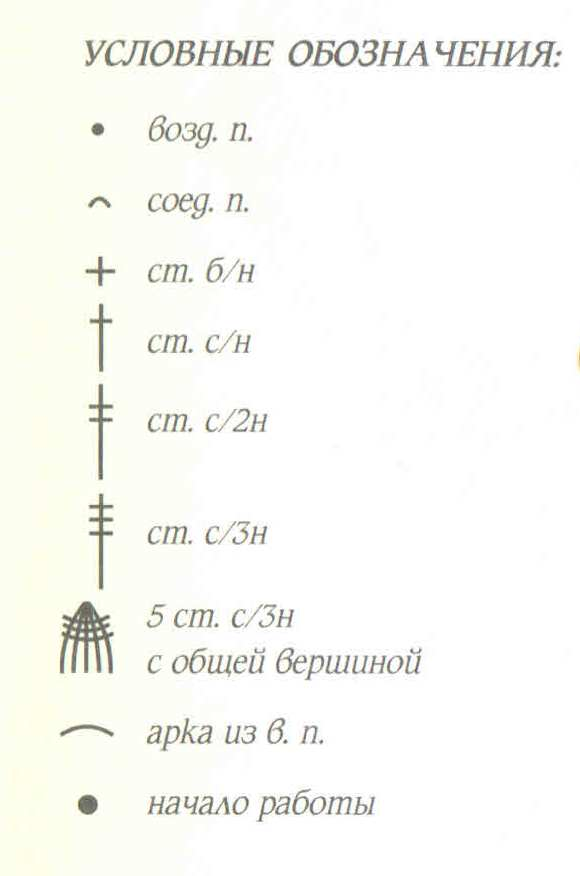 УСЛОВНЫЕ ОБОЗНАЧЕНИЯ:
возд. п.
соед. п.
ст. б/н
ст. с/н
ст. с/2н
ст. с/3н
5 ст. с/3н
с общей вершиной
арка из в. п.
начало работы